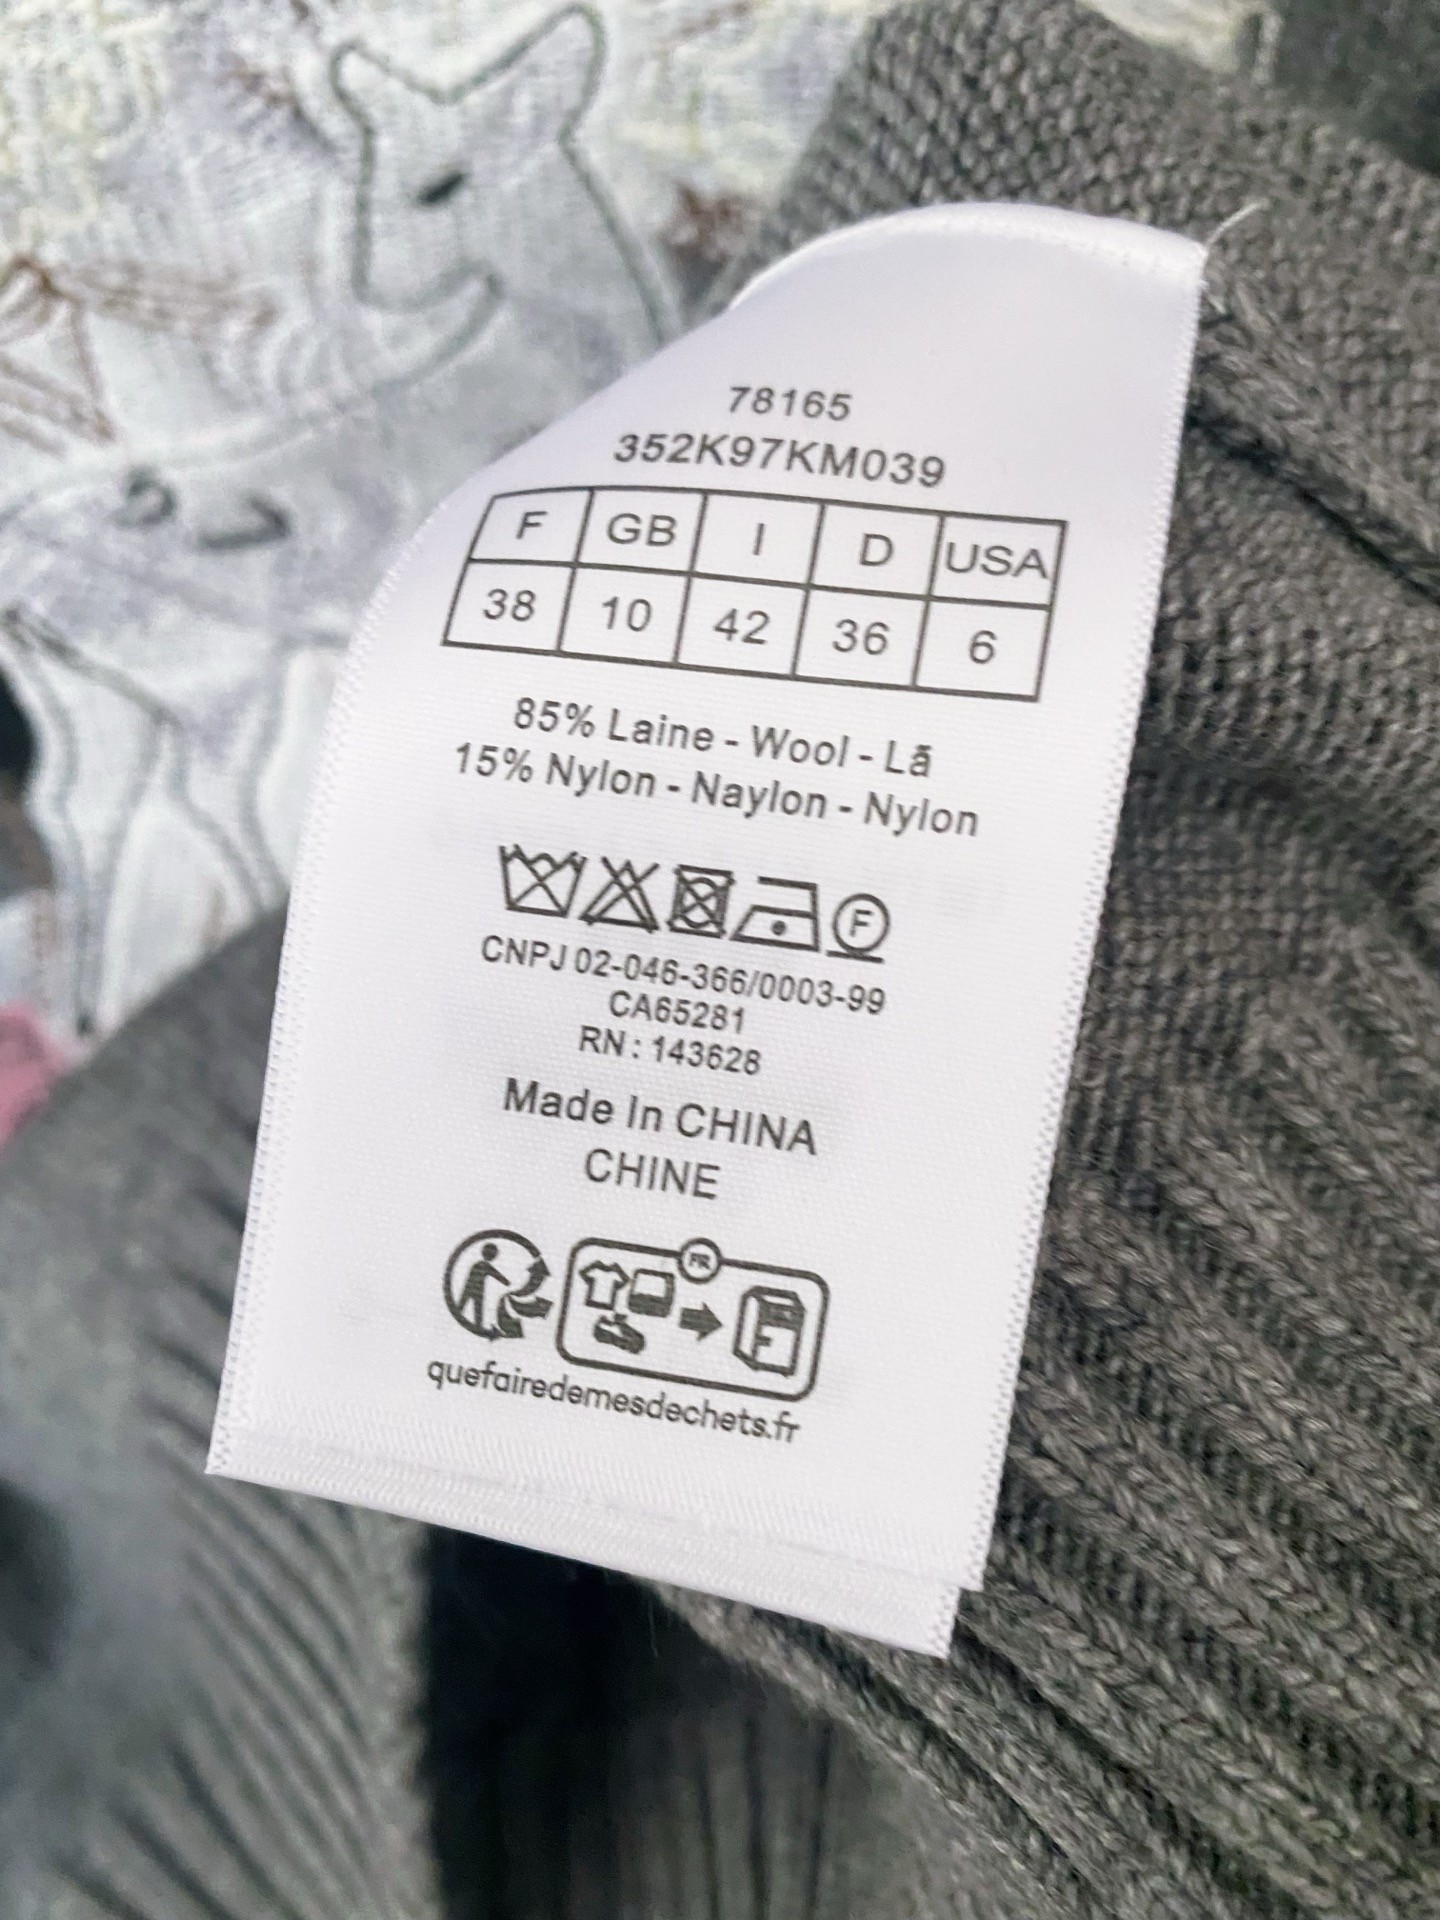 78165
352K97KM039
F GB I D USA
38 10 42 36 6
85% Laine - Wool - Lã
15% Nylon - Naylon - Nylon
F
CNPJ 02-046-366/0003-99
CA65281
RN : 143628
Made In CHINA
CHINE
FR
quefairedemesdechets.fr